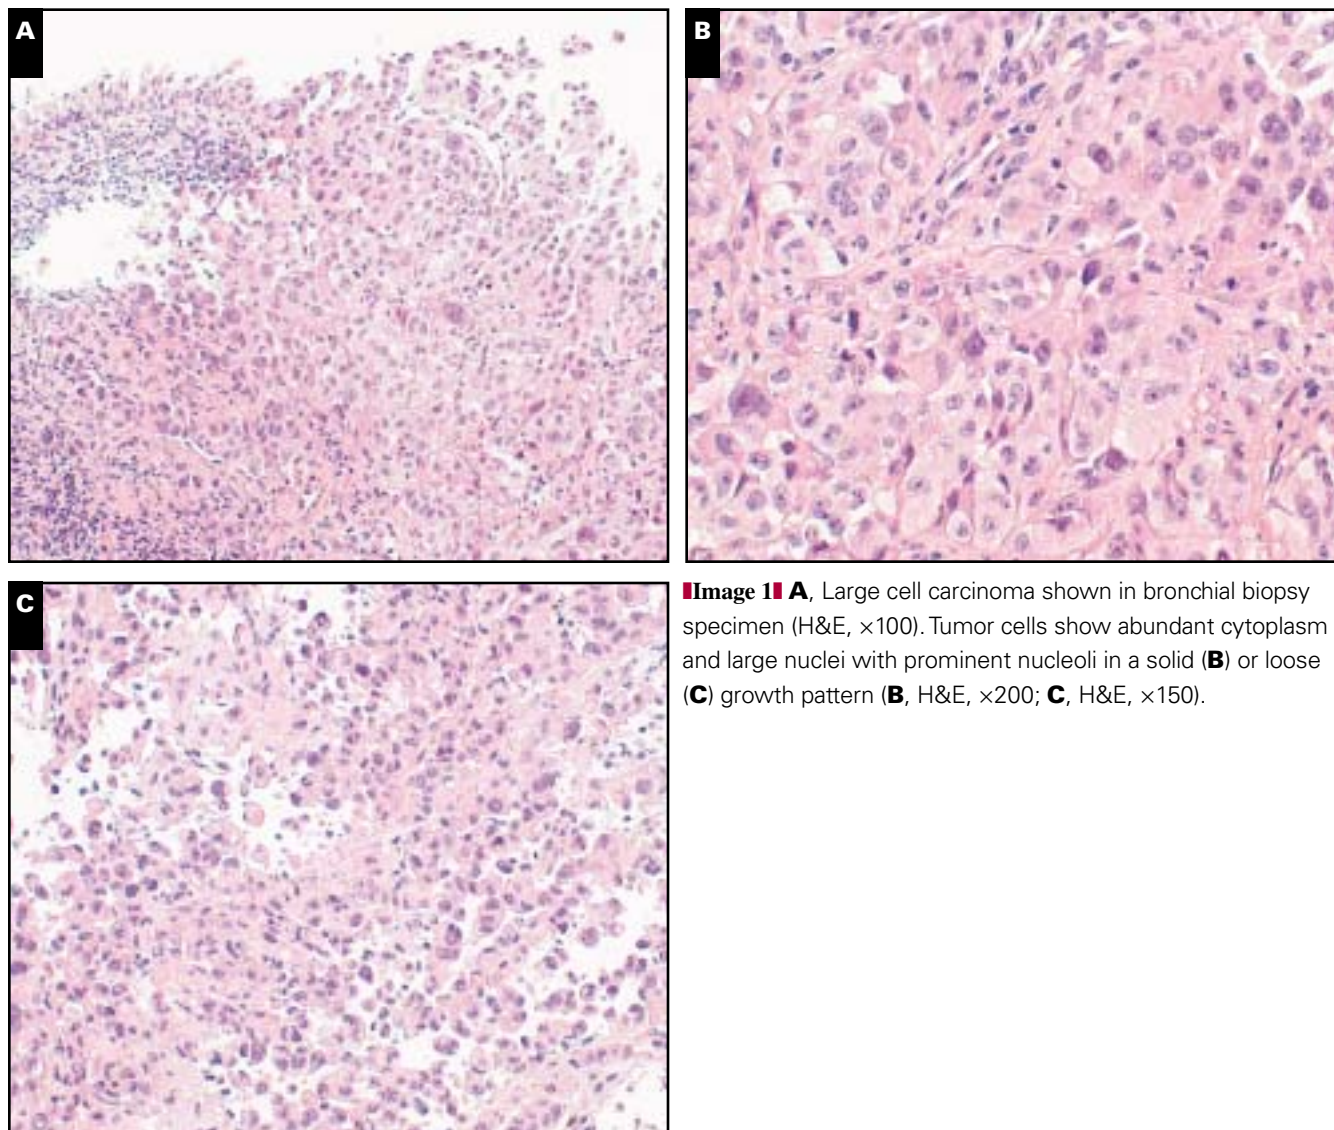 A
B
C
Image 1 A, Large cell carcinoma shown in bronchial biopsy
specimen (H&E, ×100). Tumor cells show abundant cytoplasm
and large nuclei with prominent nucleoli in a solid (B) or loose
(C) growth pattern (B, H&E, ×200; C, H&E, ×150).